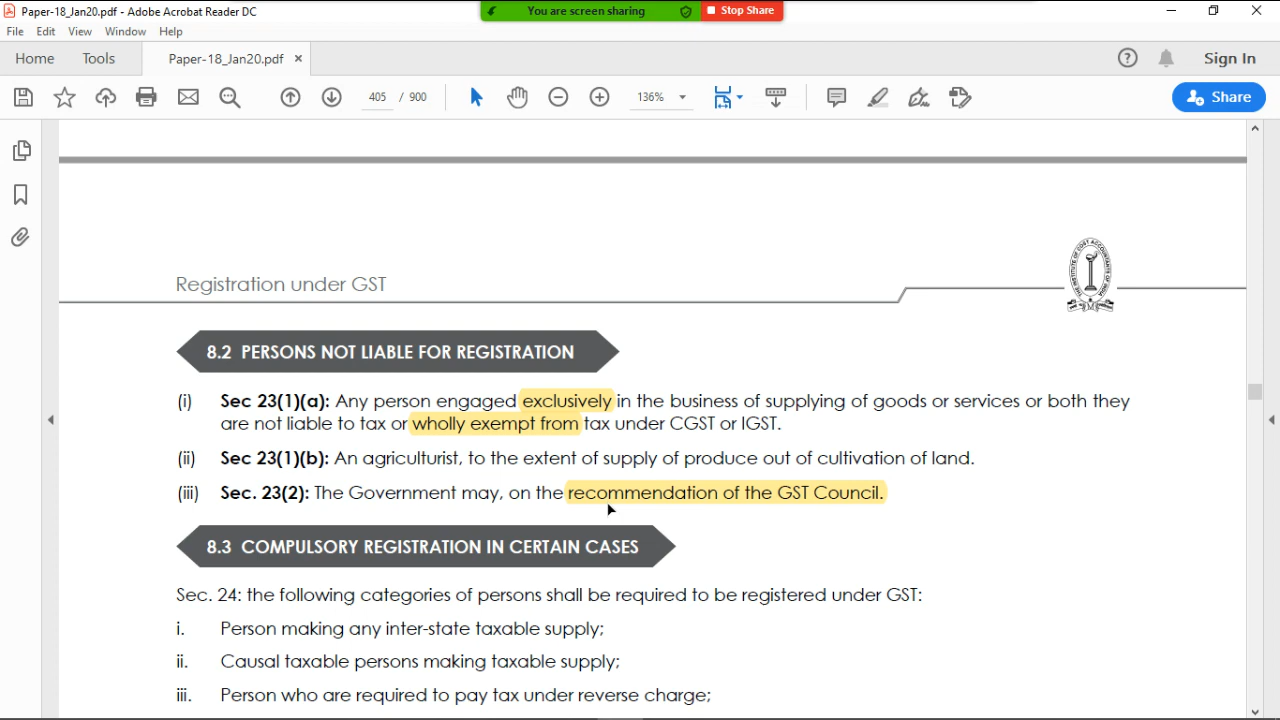 Paper-18_Jan20.pdf - Adobe Acrobat Reader DC
You are screen sharing
Stop Share
File Edit View Window Help
Home Tools Paper-18_Jan20.pdf × Sign In
405 / 900 136% Share
Registration under GST
THE INSTITUTE OF COST ACCOUNTANTS OF INDIA
8.2 PERSONS NOT LIABLE FOR REGISTRATION
(i) Sec 23(1)(a): Any person engaged exclusively in the business of supplying of goods or services or both they
are not liable to tax or wholly exempt from tax under CGST or IGST.
(ii) Sec 23(1)(b): An agriculturist, to the extent of supply of produce out of cultivation of land.
(iii) Sec. 23(2): The Government may, on the recommendation of the GST Council.
8.3 COMPULSORY REGISTRATION IN CERTAIN CASES
Sec. 24: the following categories of persons shall be required to be registered under GST:
i. Person making any inter-state taxable supply;
ii. Causal taxable persons making taxable supply;
iii. Person who are required to pay tax under reverse charge;